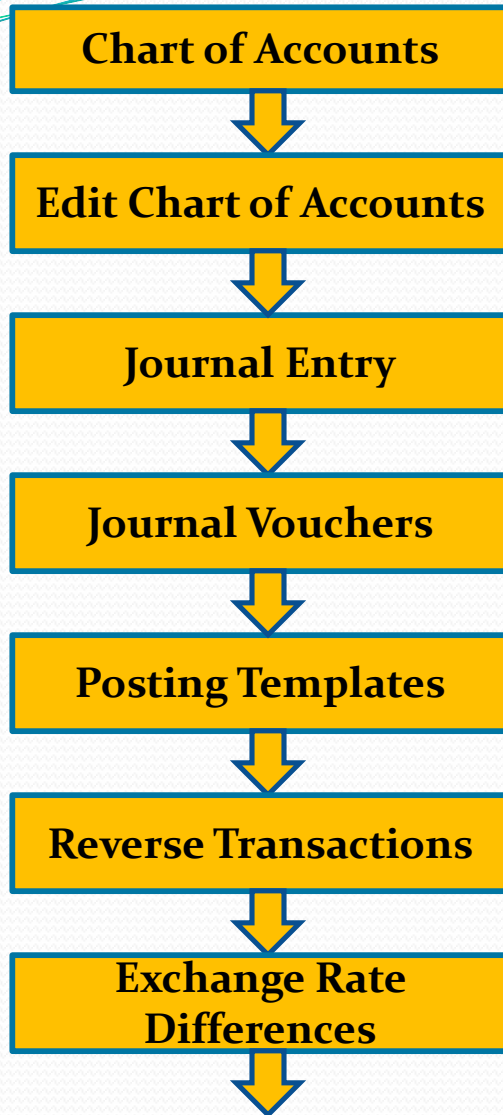 Chart of Accounts
Edit Chart of Accounts
Journal Entry
Journal Vouchers
Posting Templates
Reverse Transactions
Exchange Rate
Differences